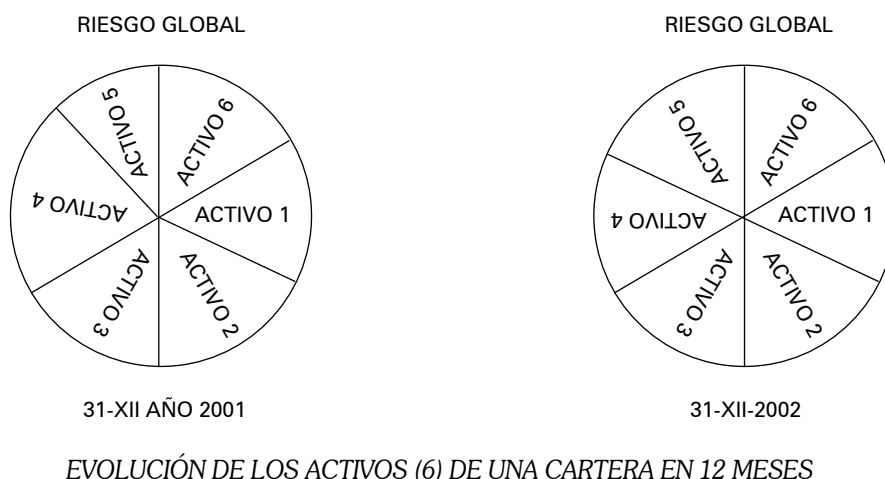 RIESGO GLOBAL
ACTIVO 6
ACTIVO 1
ACTIVO 2
ACTIVO 3
ACTIVO 4
ACTIVO 5
31-XII AÑO 2001
RIESGO GLOBAL
ACTIVO 6
ACTIVO 1
ACTIVO 2
ACTIVO 3
ACTIVO 4
ACTIVO 5
31-XII-2002
EVOLUCIÓN DE LOS ACTIVOS (6) DE UNA CARTERA EN 12 MESES